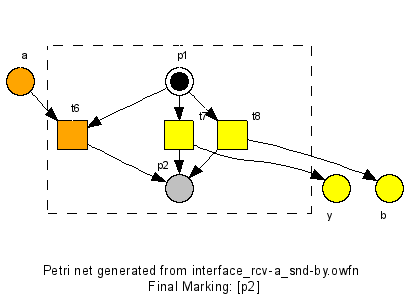 a
p1
t6
t7
t8
p2
y
b
Petri net generated from interface_rcv-a_snd-by.owfn
Final Marking: [p2]